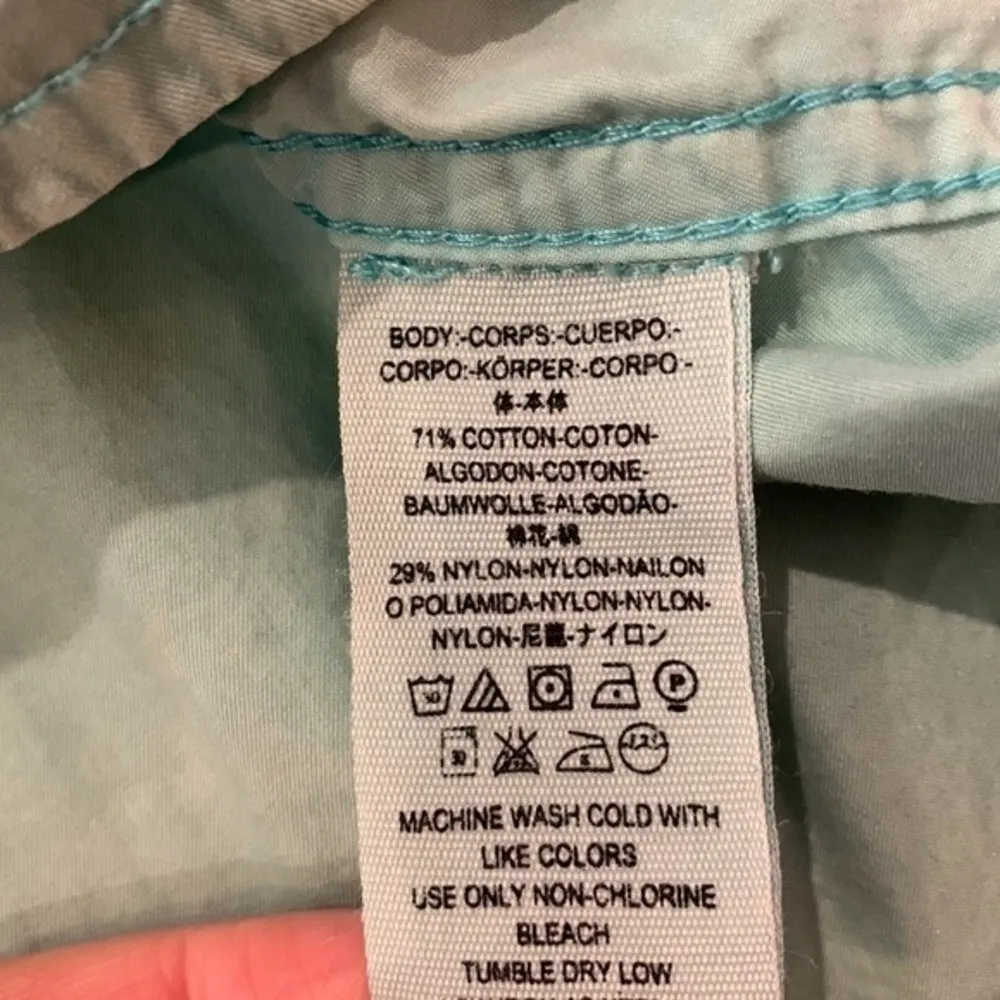 BODY:-CORPS:-CUERPO:-
CORPO:-KÖRPER:-CORPO-
体-本体
71% COTTON-COTON-
ALGODON-COTONE-
BAUMWOLLE-ALGODÃO-
棉花-綿
29% NYLON-NYLON-NAILON
O POLIAMIDA-NYLON-NYLON-
NYLON-尼龍-ナイロン
30 P
30
MACHINE WASH COLD WITH
LIKE COLORS
USE ONLY NON-CHLORINE
BLEACH
TUMBLE DRY LOW